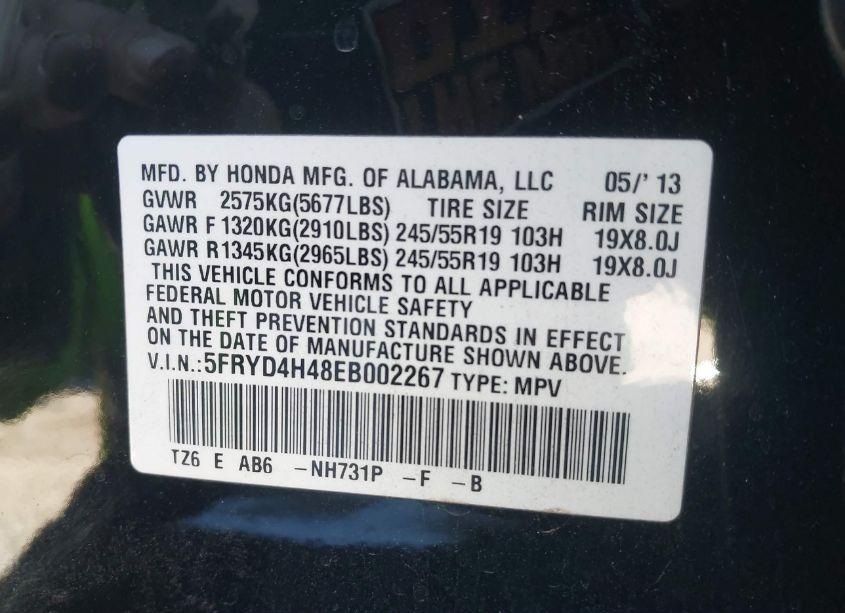 MFD. BY HONDA MFG. OF ALABAMA, LLC 05/' 13
GVWR 2575KG(5677LBS) TIRE SIZE RIM SIZE
GAWR F 1320KG(2910LBS) 245/55R19 103H 19X8.0J
GAWR R1345KG(2965LBS) 245/55R19 103H 19X8.0J
THIS VEHICLE CONFORMS TO ALL APPLICABLE
FEDERAL MOTOR VEHICLE SAFETY
AND THEFT PREVENTION STANDARDS IN EFFECT
ON THE DATE OF MANUFACTURE SHOWN ABOVE.
V.I.N.:5FRYD4H48EB002267 TYPE: MPV
TZ6 E AB6 -NH731P -F -B